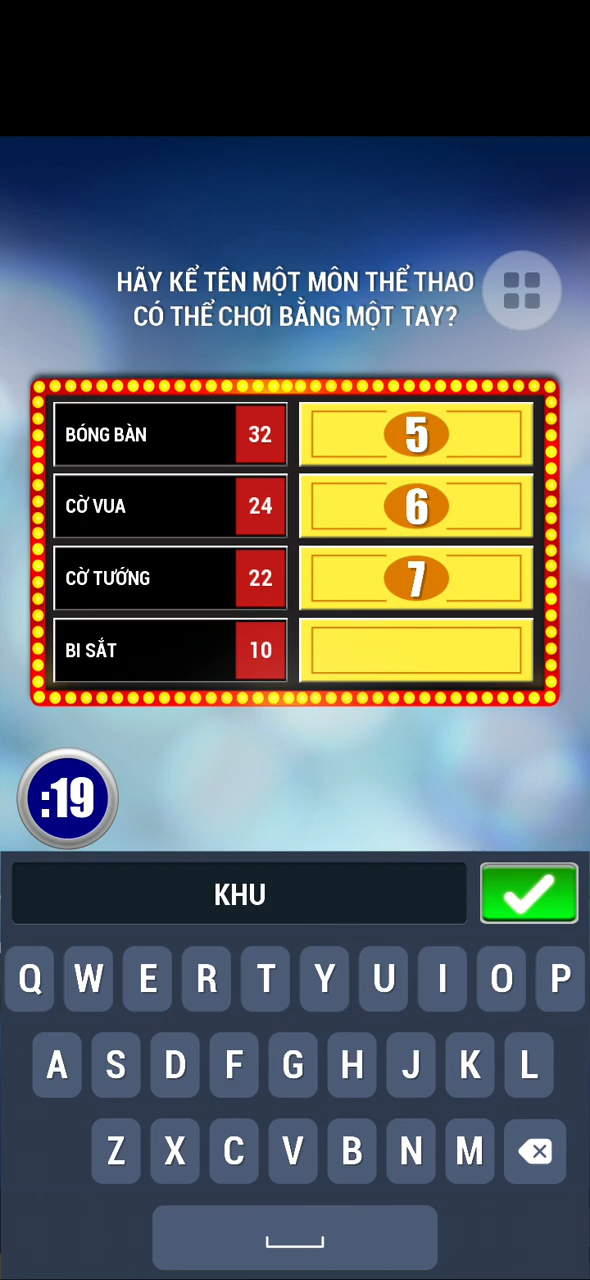 HÃY KỂ TÊN MỘT MÔN THỂ THAO
CÓ THỂ CHƠI BẰNG MỘT TAY?
BÓNG BÀN 32
CỜ VUA 24
CỜ TƯỚNG 22
BI SẮT 10
5
6
7
:19
KHU
Q W E R T Y U I O P
A S D F G H J K L
Z X C V B N M